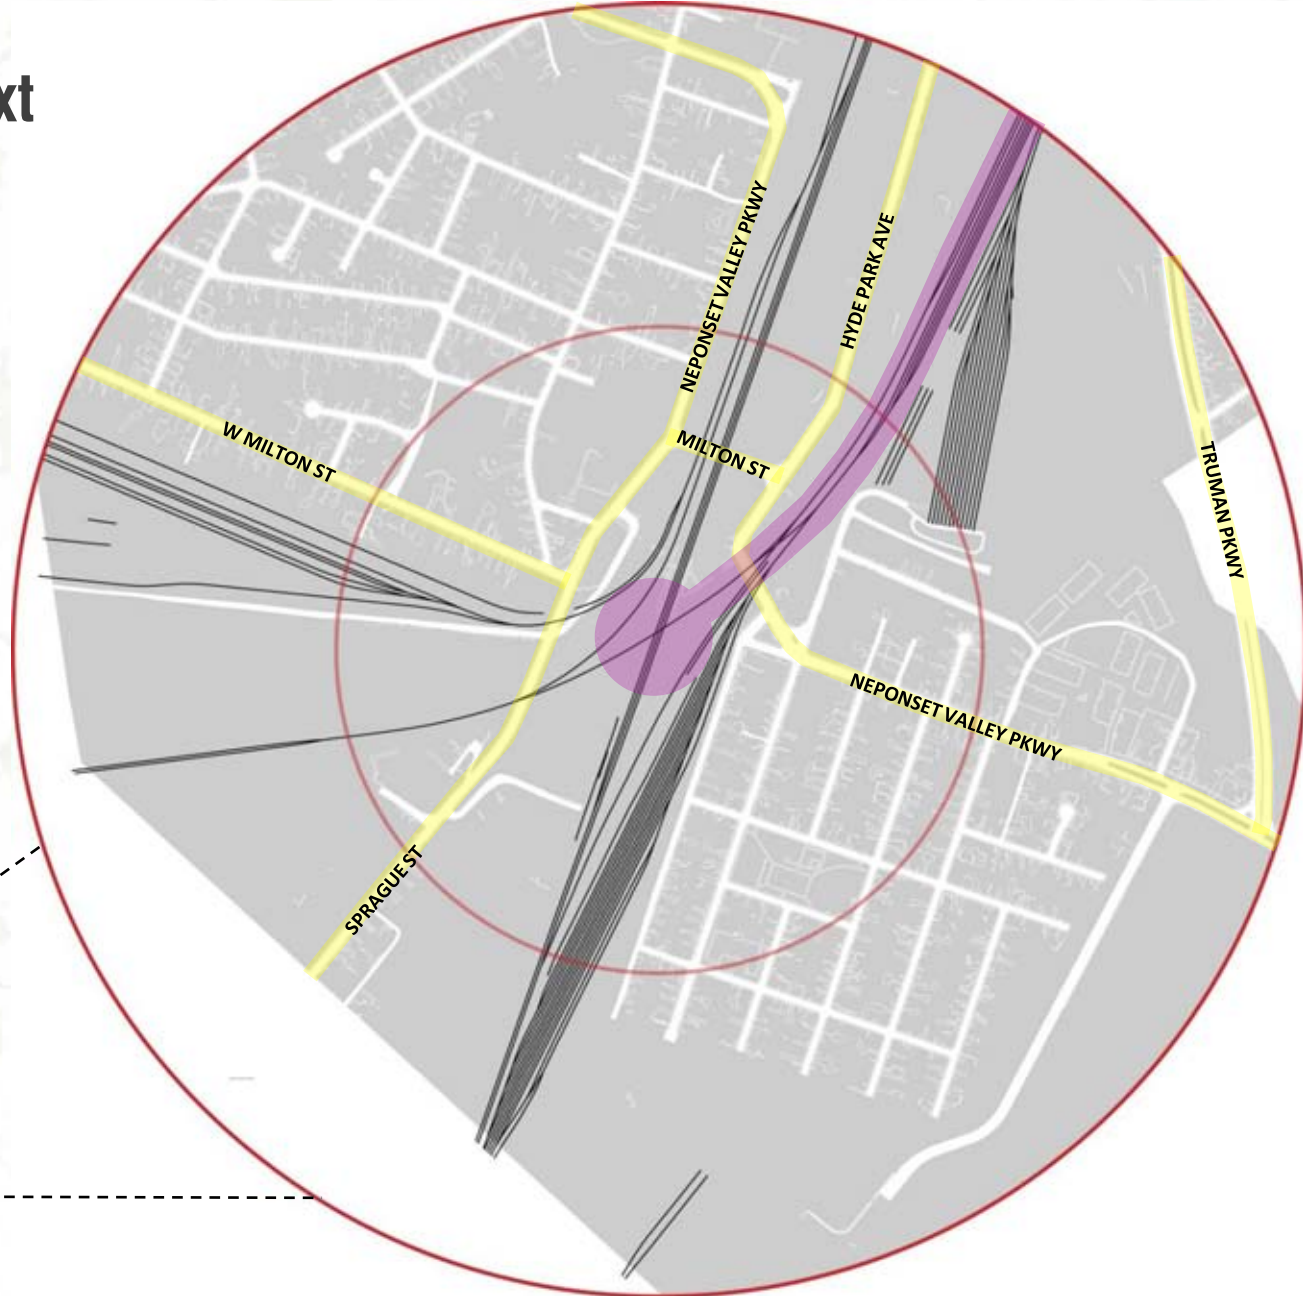 xt
NEPONSET VALLEY PKWY
HYDE PARK AVE
W MILTON ST
MILTON ST
TRUMAN PKWY
NEPONSET VALLEY PKWY
SPRAGUE ST